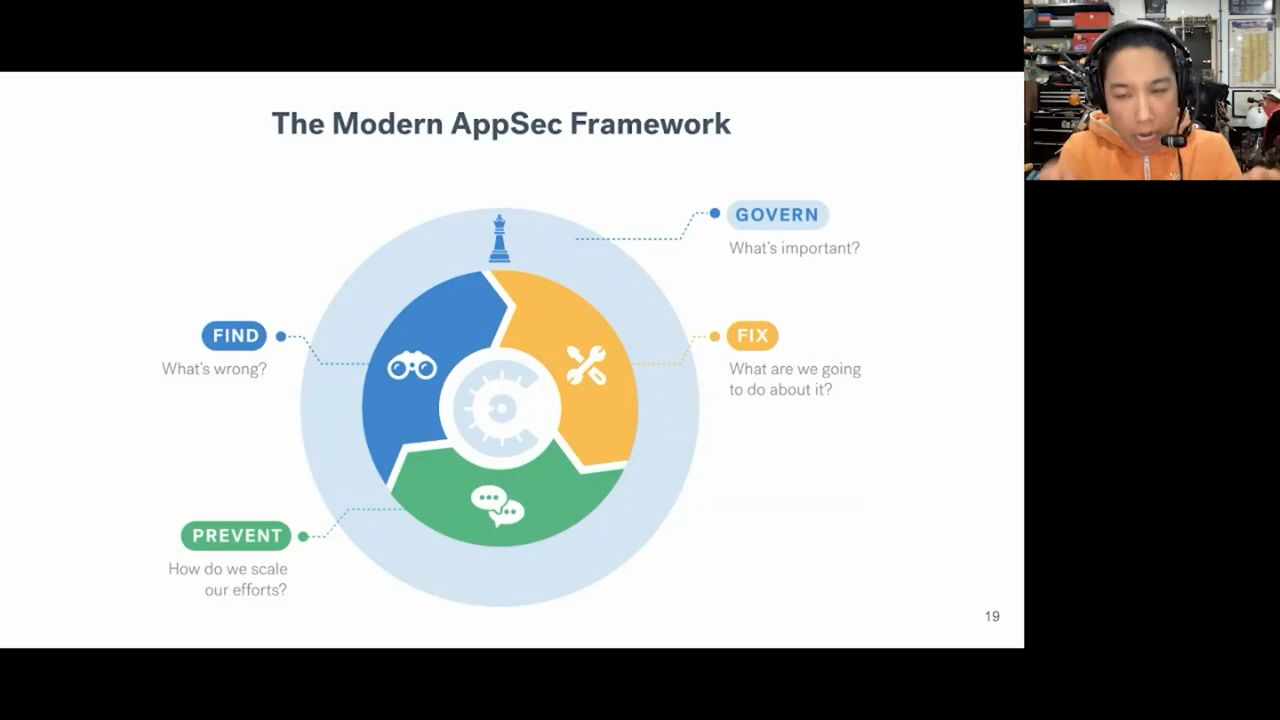 The Modern AppSec Framework
GOVERN
What's important?
FIND
What's wrong?
FIX
What are we going
to do about it?
PREVENT
How do we scale
our efforts?
19